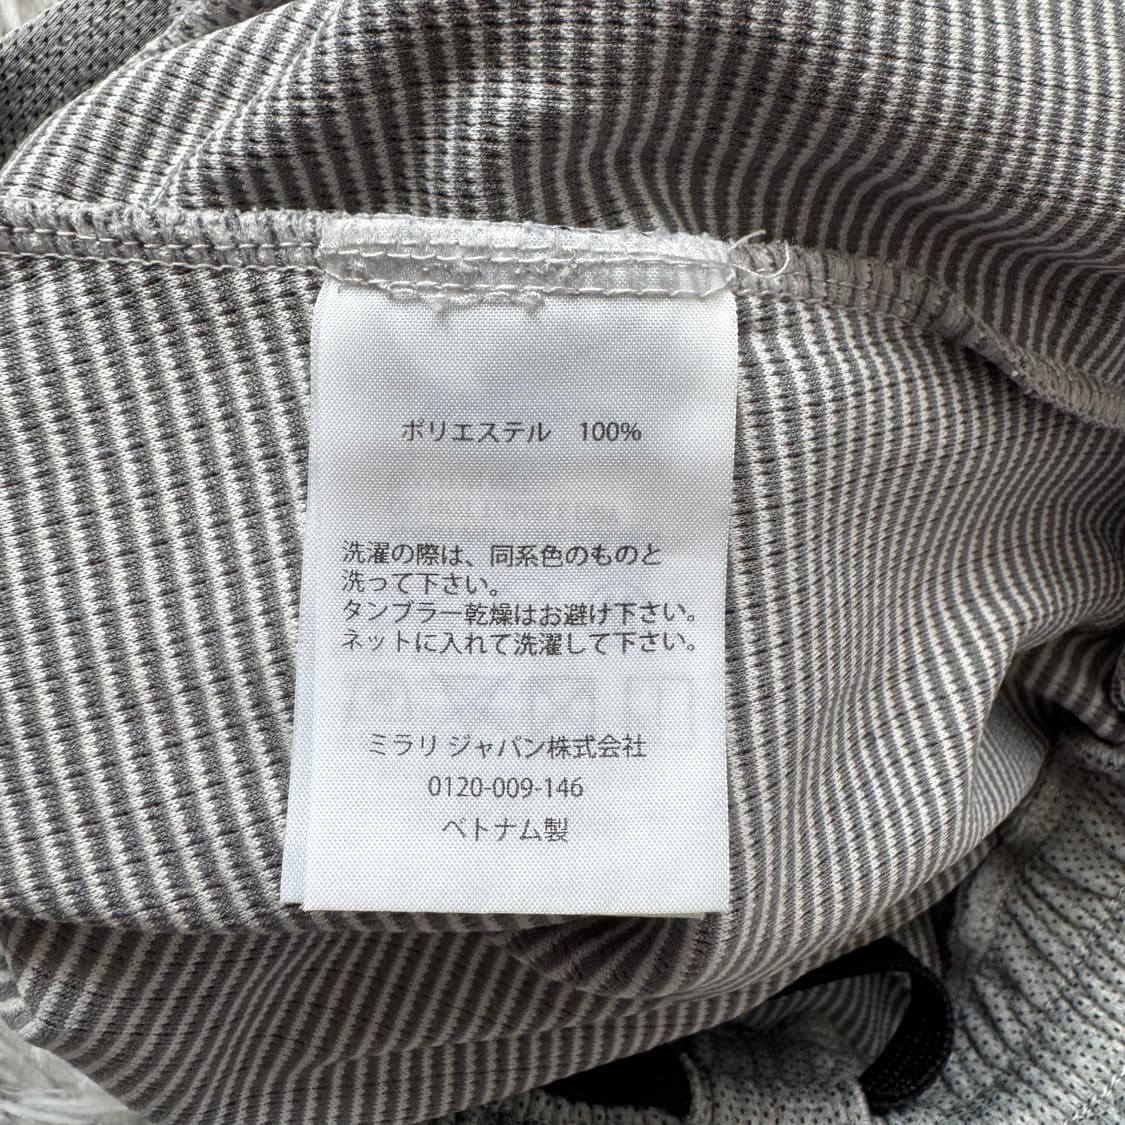 ポリエステル　100%
洗濯の際は、同系色のものと
洗って下さい。
タンブラー乾燥はお避け下さい。
ネットに入れて洗濯して下さい。
ミラリ ジャパン株式会社
0120-009-146
ベトナム製